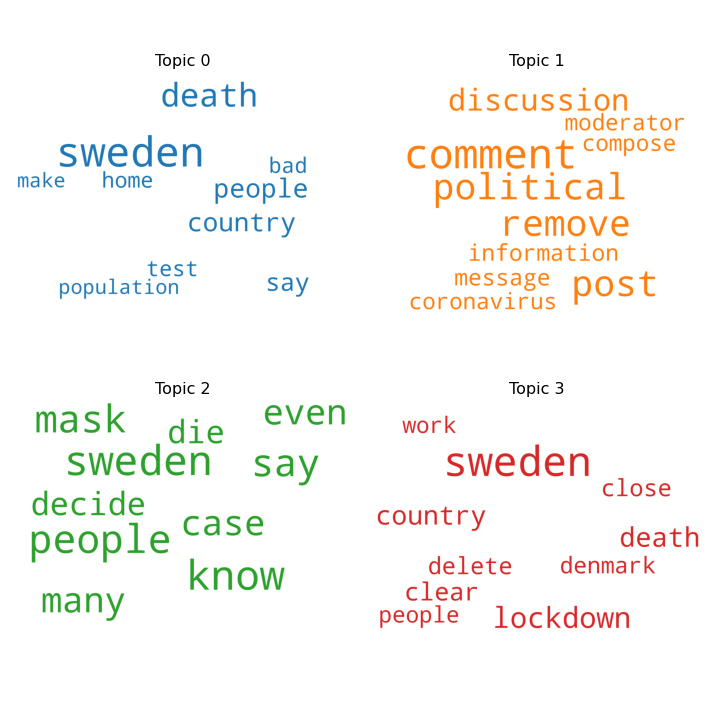 Topic 0
death
sweden
bad
make home
people
country
test
say
population
Topic 1
discussion
moderator
compose
comment
political
remove
information
message
post
coronavirus
Topic 2
even
mask
die
sweden say
decide
case
people
know
many
Topic 3
work
sweden
close
country
death
delete denmark
clear
people lockdown